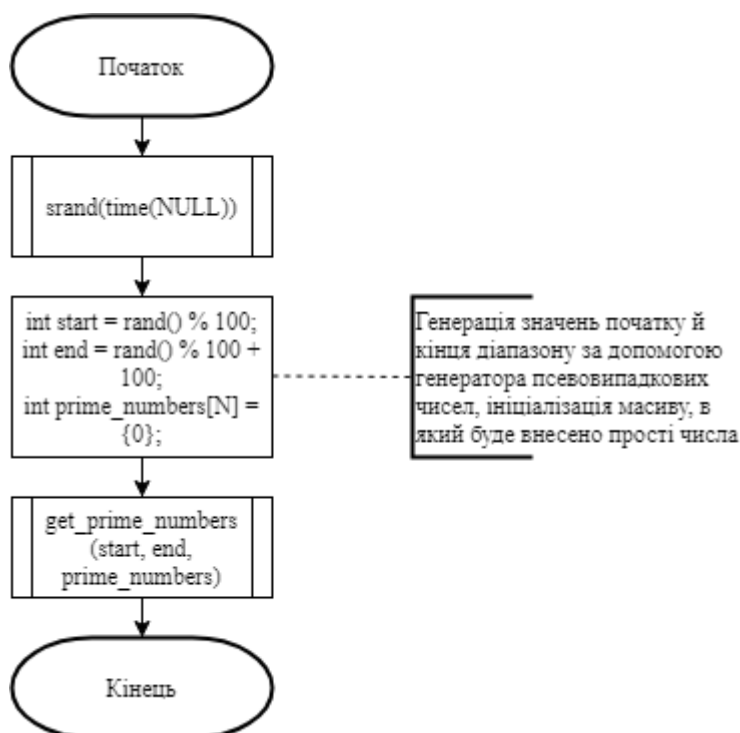 Початок
srand(time(NULL))
int start = rand() % 100;
int end = rand() % 100 +
100;
int prime_numbers[N] =
{0};
Генерація значень початку й
кінця діапазону за допомогою
генератора псевовипадкових
чисел, ініціалізація масиву, в
який буде внесено прості числа
get_prime_numbers
(start, end,
prime_numbers)
Кінець